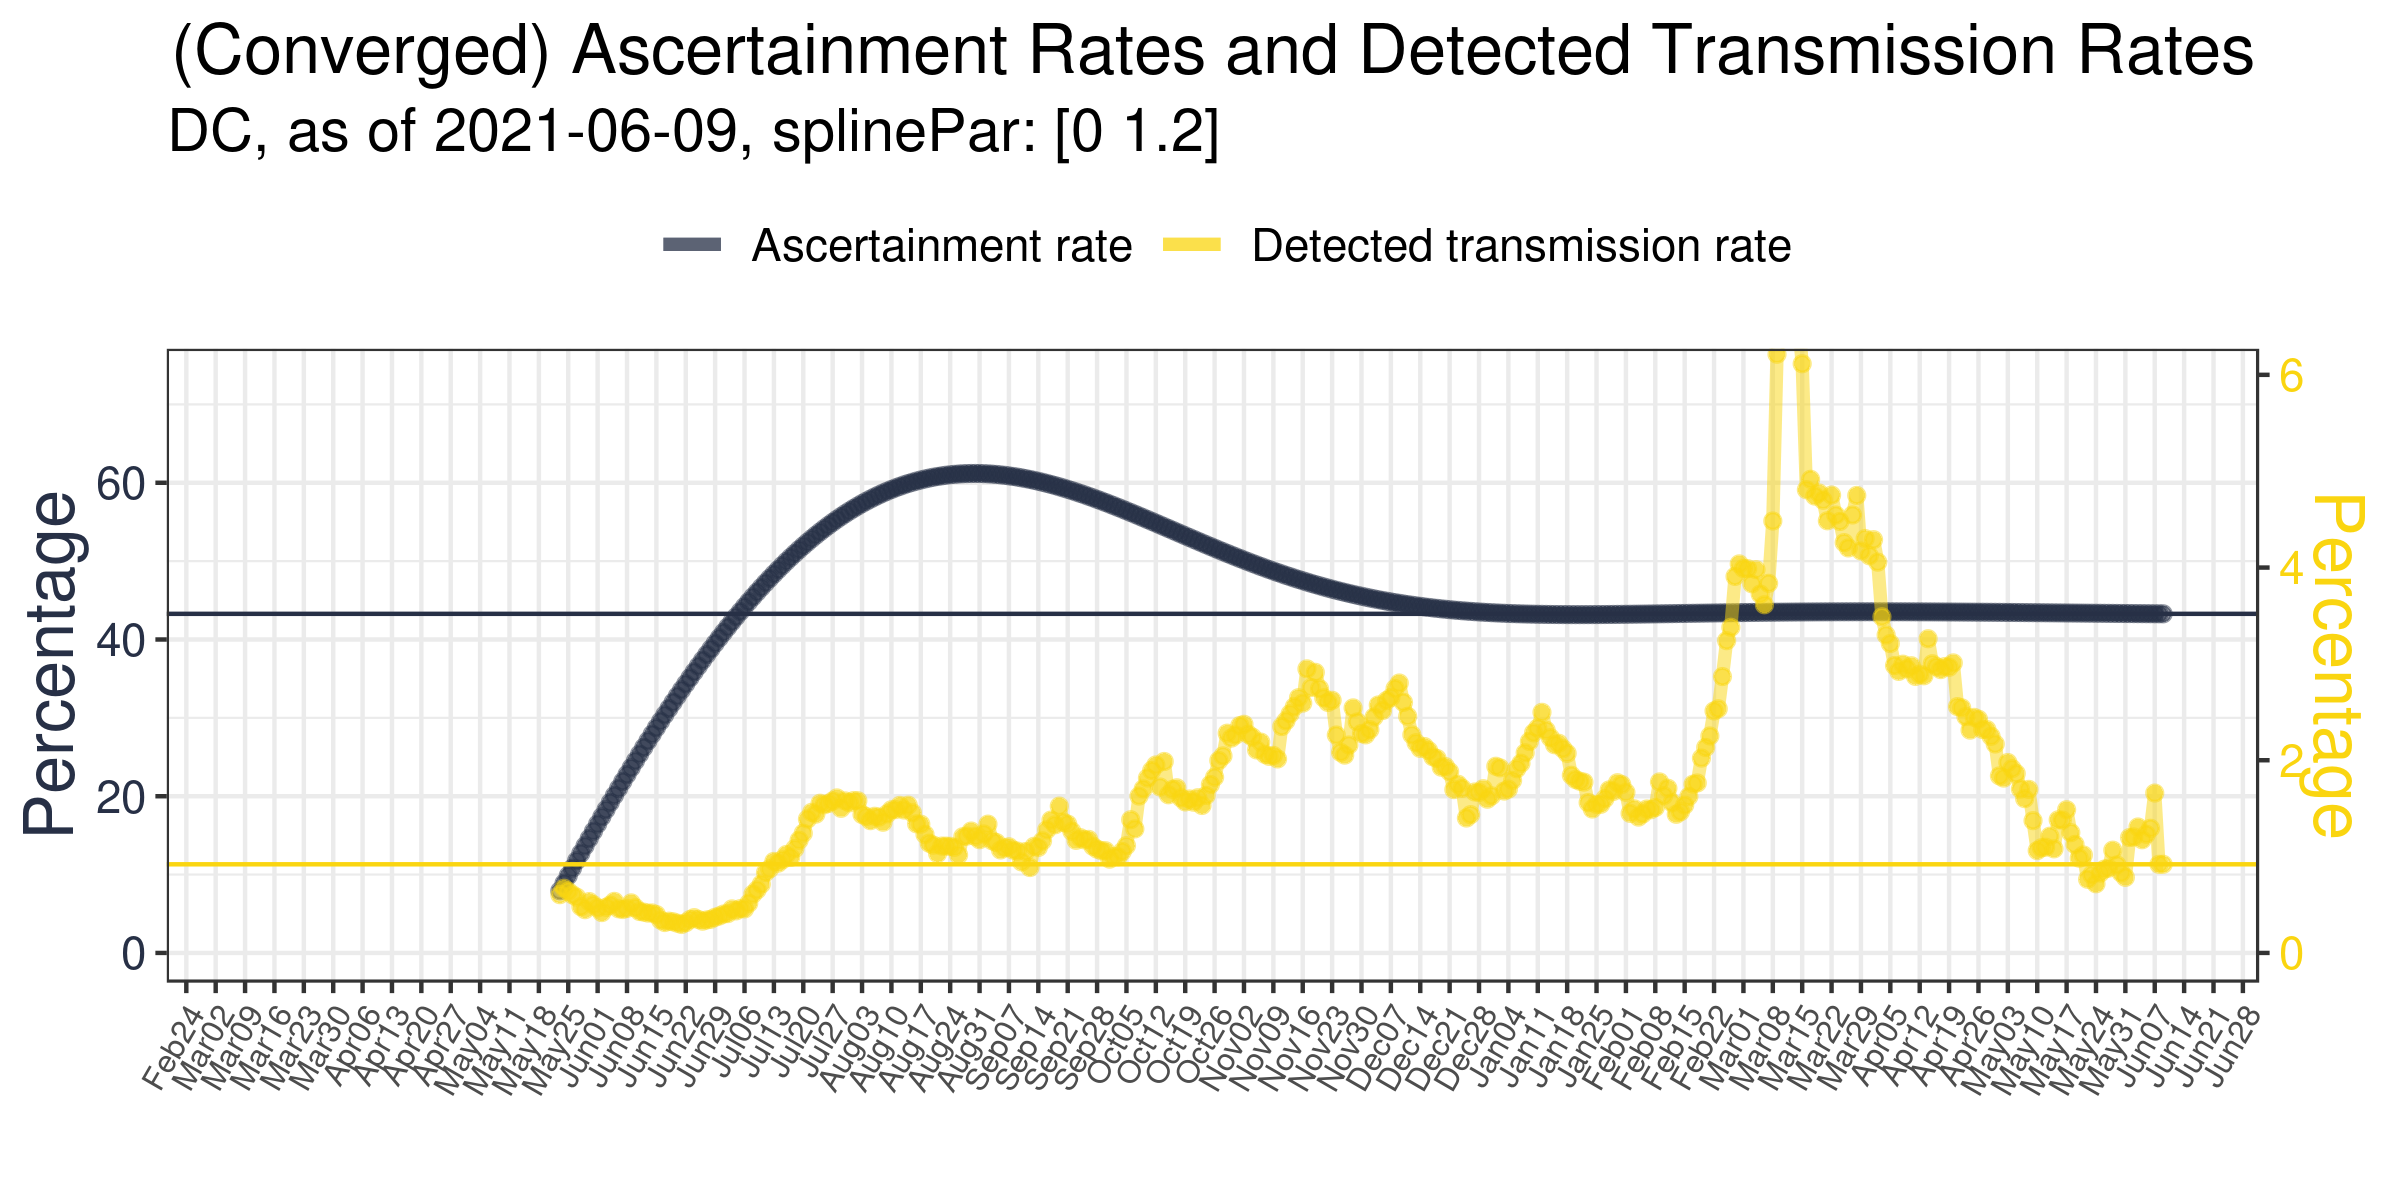 (Converged) Ascertainment Rates and Detected Transmission Rates
DC, as of 2021-06-09, splinePar: [0 1.2]
Ascertainment rate Detected transmission rate
Percentage
60
40
20
0
6
4
2
0
Percentage
Feb24 Mar02 Mar09 Mar16 Mar23 Mar30 Apr06 Apr13 Apr20 Apr27 May04 May11 May18 May25 Jun01 Jun08 Jun15 Jun22 Jun29 Jul06 Jul13 Jul20 Jul27 Aug03 Aug10 Aug17 Aug24 Aug31 Sep07 Sep14 Sep21 Sep28 Oct05 Oct12 Oct19 Oct26 Nov02 Nov09 Nov16 Nov23 Nov30 Dec07 Dec14 Dec21 Dec28 Jan04 Jan11 Jan18 Jan25 Feb01 Feb08 Feb15 Feb22 Mar01 Mar08 Mar15 Mar22 Mar29 Apr05 Apr12 Apr19 Apr26 May03 May10 May17 May24 May31 Jun07 Jun14 Jun21 Jun28